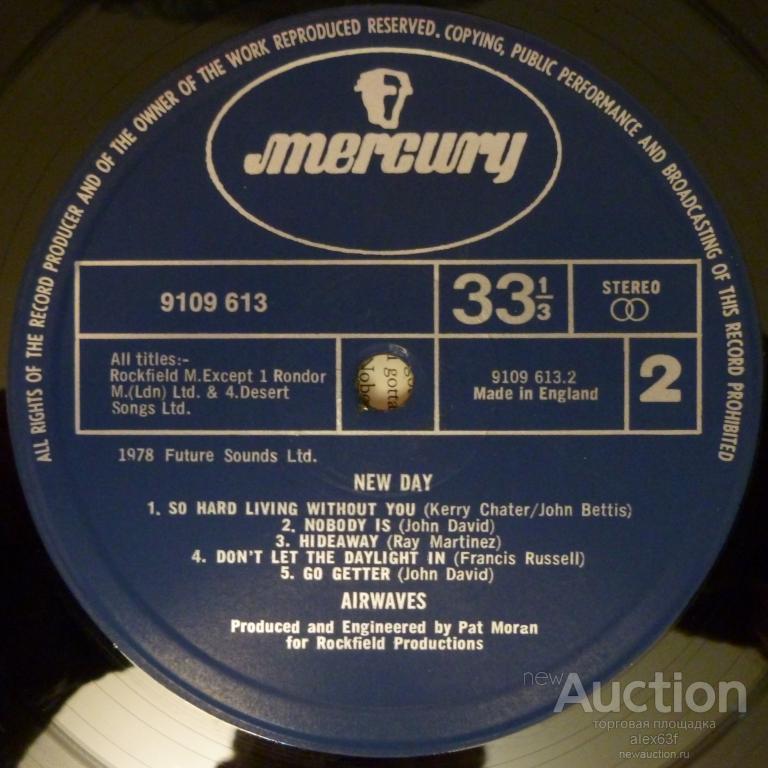 ALL RIGHTS OF THE RECORD PRODUCER AND OF THE OWNER OF THE WORK REPRODUCED RESERVED. COPYING, PUBLIC PERFORMANCE AND BROADCASTING OF THIS RECORD PROHIBITED
mercury
9109 613
33 1/3
STEREO
All titles:-
Rockfield M.Except 1 Rondor
M.(Ldn) Ltd. & 4.Desert
Songs Ltd.
gotta
9109 613.2
Made in England
2
1978 Future Sounds Ltd.
NEW DAY
1. SO HARD LIVING WITHOUT YOU (Kerry Chater/John Bettis)
2. NOBODY IS (John David)
3. HIDEAWAY (Ray Martinez)
4. DON'T LET THE DAYLIGHT IN (Francis Russell)
5. GO GETTER (John David)
AIRWAVES
Produced and Engineered by Pat Moran
for Rockfield Productions
new Auction
торговая площадка
alex63f
newauction.ru